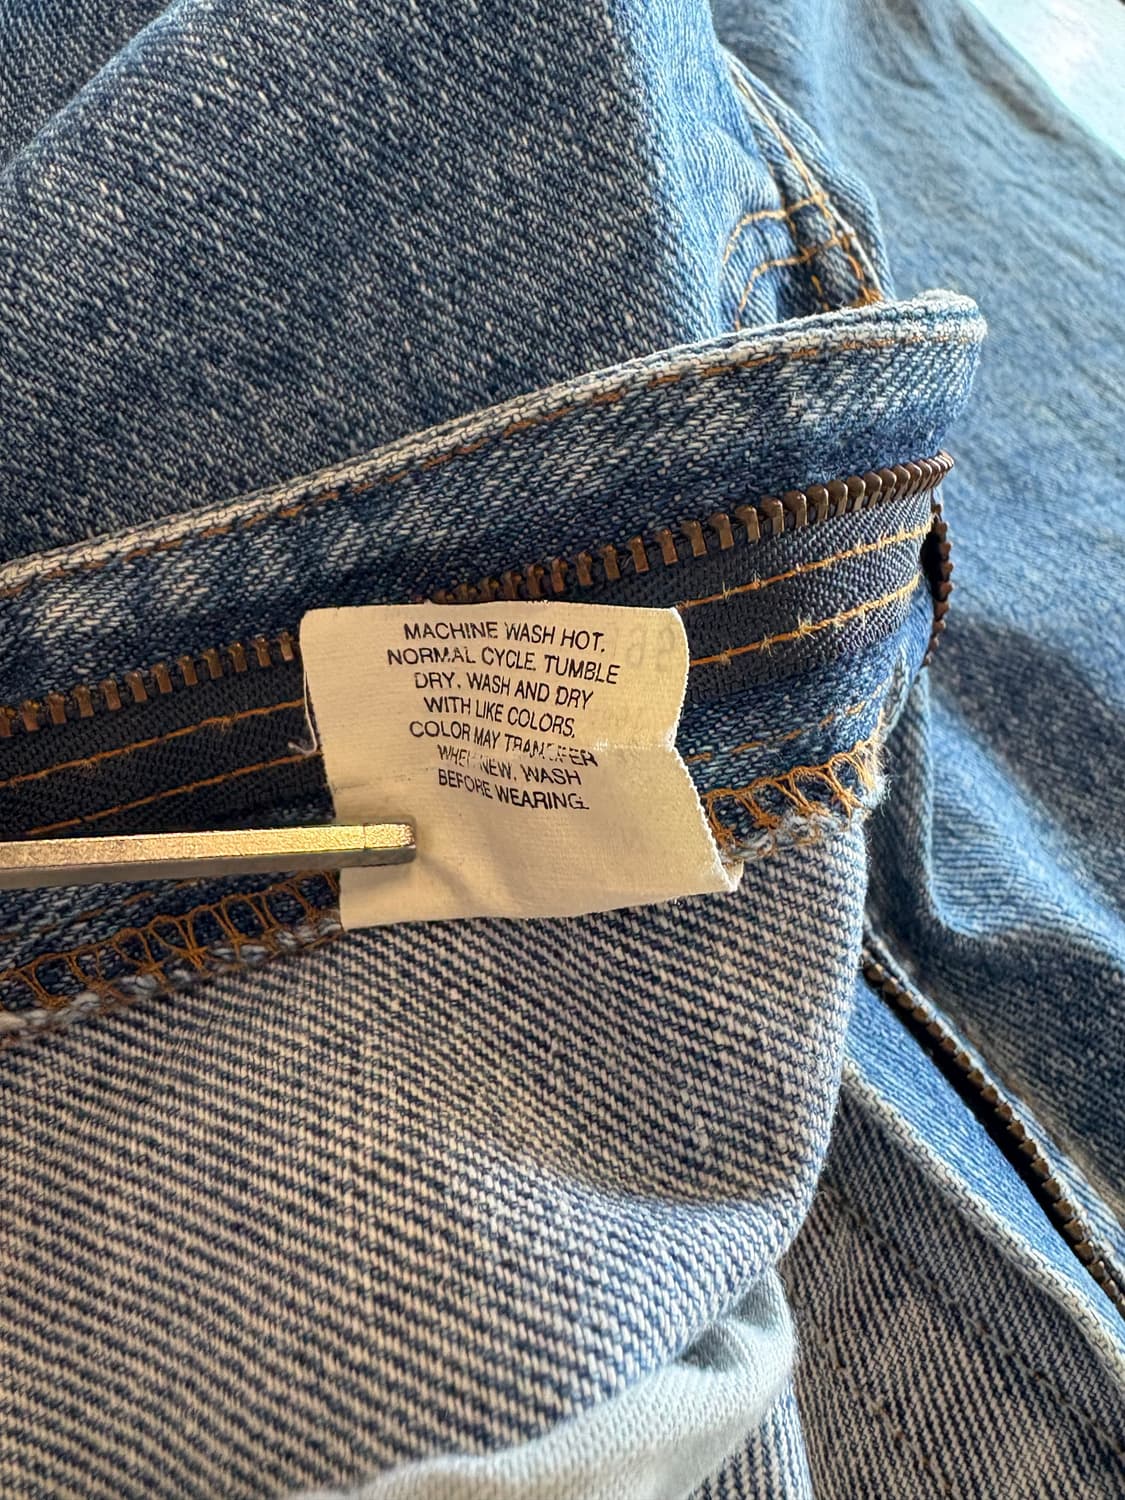 MACHINE WASH HOT,
NORMAL CYCLE. TUMBLE
DRY. WASH AND DRY
WITH LIKE COLORS.
COLOR MAY TRANSFER
WHEN NEW. WASH
BEFORE WEARING.